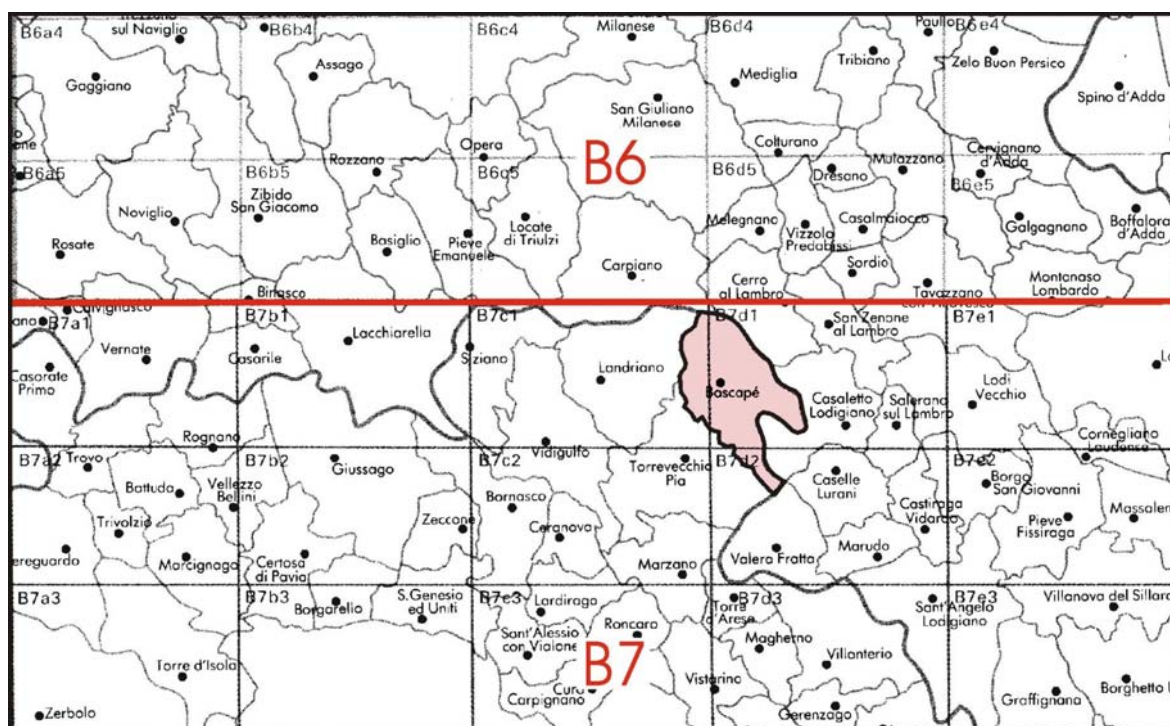 B6a4
Trezzano
sul Naviglio
B6b4
B6c4
Milanese
B6d4
Paullo
B6e4
Gaggiano
Assago
Mediglia
Tribiano
Zelo Buon Persico
Spino d'Adda
San Giuliano
Milanese
Opera
Colturano
B6
B6a5
B6b5
Rozzano
B6c5
B6d5
Dresano
Mulazzano
Cervignano
d'Adda
B6e5
Noviglio
Zibido
San Giacomo
Rosate
Basiglio
Pieve
Emanuele
Locate
di Triulzi
Carpiano
Melegnano
Vizzola
Predabissi
Casalmaiocco
Galgagnano
Boffalora
d'Adda
Cerro
al Lambro
Sordio
Montanaso
Lombardo
Binasco
Tavazzano
Calvignasco
B7a1
B7b1
B7c1
B7d1
B7e1
Vernate
Casorate
Primo
Casarile
Lacchiarella
Siziano
Landriano
San Zenone
al Lambro
Bascapé
Casaletto
Lodigiano
Salerano
sul Lambro
Lodi
Vecchio
Cornegliano
Laudense
Rognano
B7a2
Trovo
B7b2
Giussago
Vidigulfo
B7c2
Torrevecchia
Pia
B7d2
B7e2
Battuda
Vellezzo
Bellini
Bornasco
Caselle
Lurani
Borgo
San Giovanni
Trivolzio
Zeccone
Ceranova
Castiraga
Vidardo
Pieve
Fissiraga
Massalen
ereguardo
Marcignago
Certosa
di Pavia
Marzano
Valera Fratta
Marudo
B7a3
B7b3
Borgarello
S.Genesio
ed Uniti
B7c3
Lardirago
Torre
d'Arese
B7d3
Sant'Angelo
Lodigiano
B7e3
Villanova del Sillaro
Sant'Alessio
con Vialone
Roncaro
Magherno
Villanterio
Torre d'Isola
B7
Cura
Carpignano
Vistarino
Graffignana
Borghetto
Zerbolo
Gerenzago